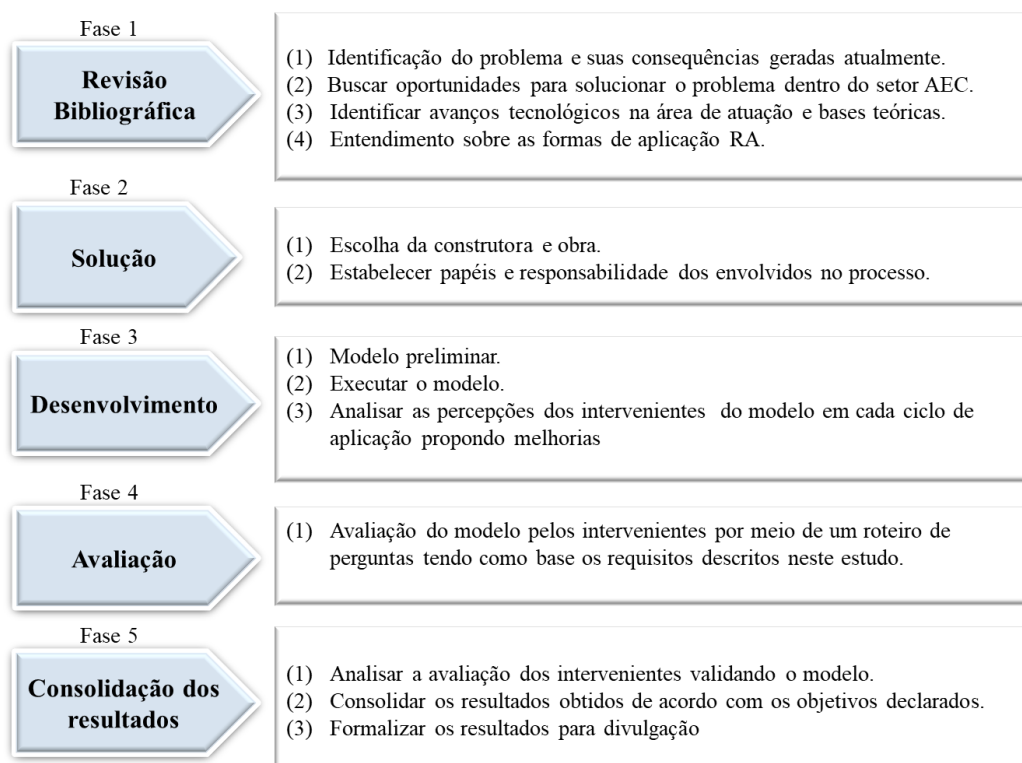 Fase 1
Revisão
Bibliográfica
(1) Identificação do problema e suas consequências geradas atualmente.
(2) Buscar oportunidades para solucionar o problema dentro do setor AEC.
(3) Identificar avanços tecnológicos na área de atuação e bases teóricas.
(4) Entendimento sobre as formas de aplicação RA.
Fase 2
Solução
(1) Escolha da construtora e obra.
(2) Estabelecer papéis e responsabilidade dos envolvidos no processo.
Fase 3
Desenvolvimento
(1) Modelo preliminar.
(2) Executar o modelo.
(3) Analisar as percepções dos intervenientes do modelo em cada ciclo de
aplicação propondo melhorias
Fase 4
Avaliação
(1) Avaliação do modelo pelos intervenientes por meio de um roteiro de
perguntas tendo como base os requisitos descritos neste estudo.
Fase 5
Consolidação dos
resultados
(1) Analisar a avaliação dos intervenientes validando o modelo.
(2) Consolidar os resultados obtidos de acordo com os objetivos declarados.
(3) Formalizar os resultados para divulgação